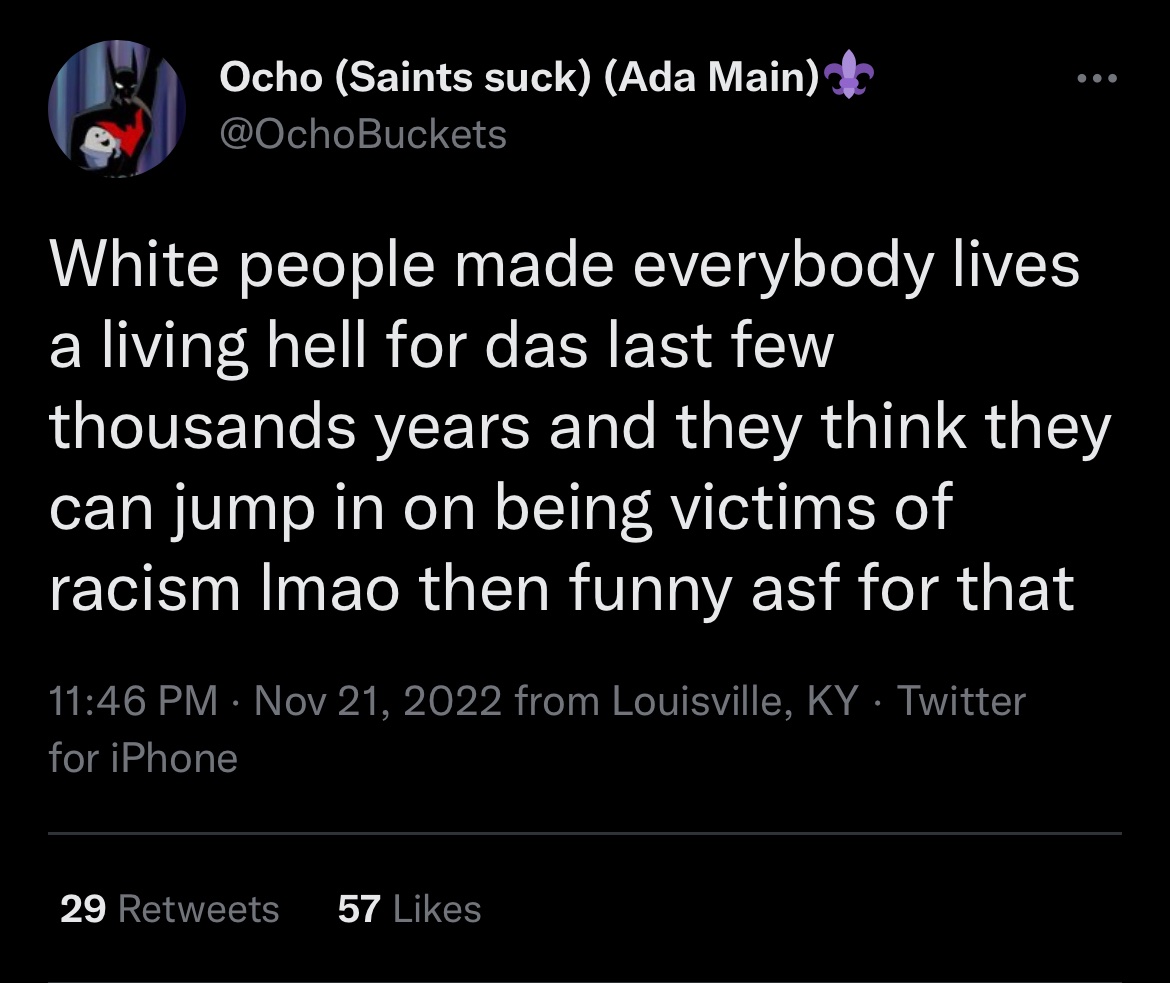 Ocho (Saints suck) (Ada Main)⚜️
@OchoBuckets
White people made everybody lives
a living hell for das last few
thousands years and they think they
can jump in on being victims of
racism lmao then funny asf for that
11:46 PM · Nov 21, 2022 from Louisville, KY · Twitter
for iPhone
29 Retweets 57 Likes